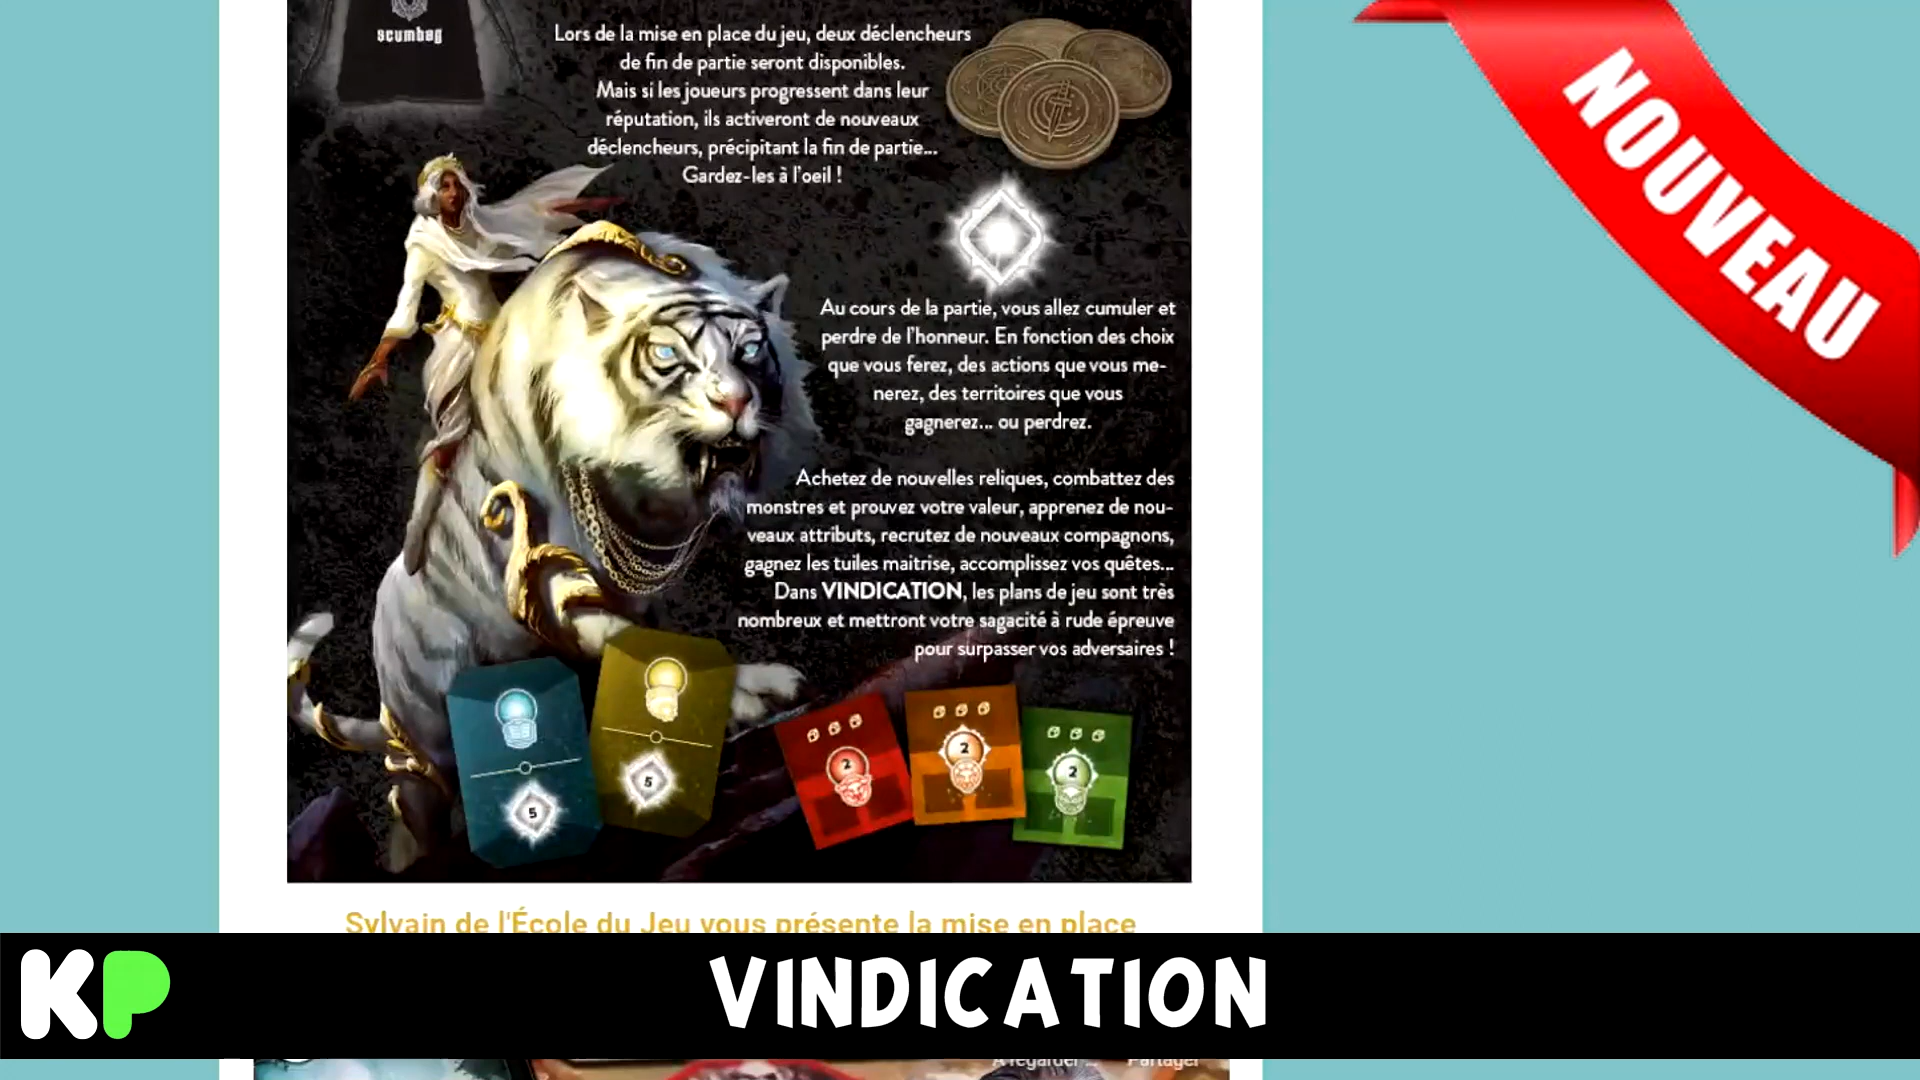 scumbag
Lors de la mise en place du jeu, deux déclencheurs
de fin de partie seront disponibles.
Mais si les joueurs progressent dans leur
réputation, ils activeront de nouveaux
déclencheurs, précipitant la fin de partie...
Gardez-les à l'oeil !
NOUVEAU
Au cours de la partie, vous allez cumuler et
perdre de l'honneur. En fonction des choix
que vous ferez, des actions que vous me-
nerez, des territoires que vous
gagnerez... ou perdrez.
Achetez de nouvelles reliques, combattez des
monstres et prouvez votre valeur, apprenez de nou-
veaux attributs, recrutez de nouveaux compagnons,
gagnez les tuiles maitrise, accomplissez vos quêtes...
Dans VINDICATION, les plans de jeu sont très
nombreux et mettront votre sagacité à rude épreuve
pour surpasser vos adversaires !
5
5
2
2
2
Sylvain de l'École du Jeu vous présente la mise en place
KP
VINDICATION
A regarder ... Partager